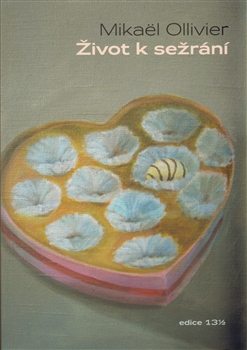 Mikaël Ollivier
Život k sežrání
edice 13½